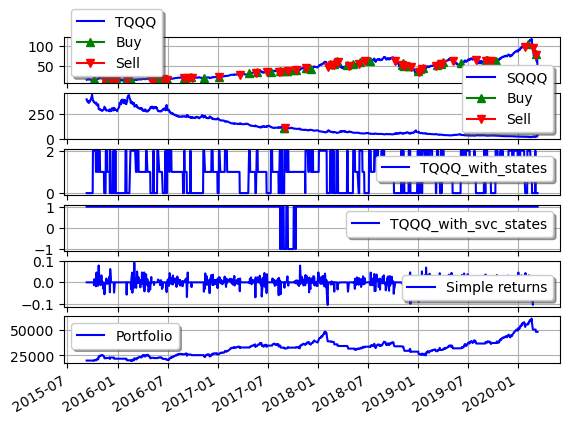 TQQQ
Buy
Sell
100
50
SQQQ
Buy
Sell
250
0
TQQQ_with_states
2
0
TQQQ_with_svc_states
1
0
−1
Simple returns
0.1
0.0
−0.1
Portfolio
50000
25000
2015-07
2016-01
2016-07
2017-01
2017-07
2018-01
2018-07
2019-01
2019-07
2020-01